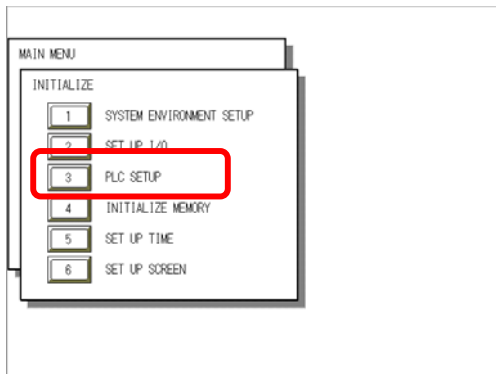 MAIN MENU
INITIALIZE
1 SYSTEM ENVIRONMENT SETUP
2 SET UP I/O
3 PLC SETUP
4 INITIALIZE MEMORY
5 SET UP TIME
6 SET UP SCREEN